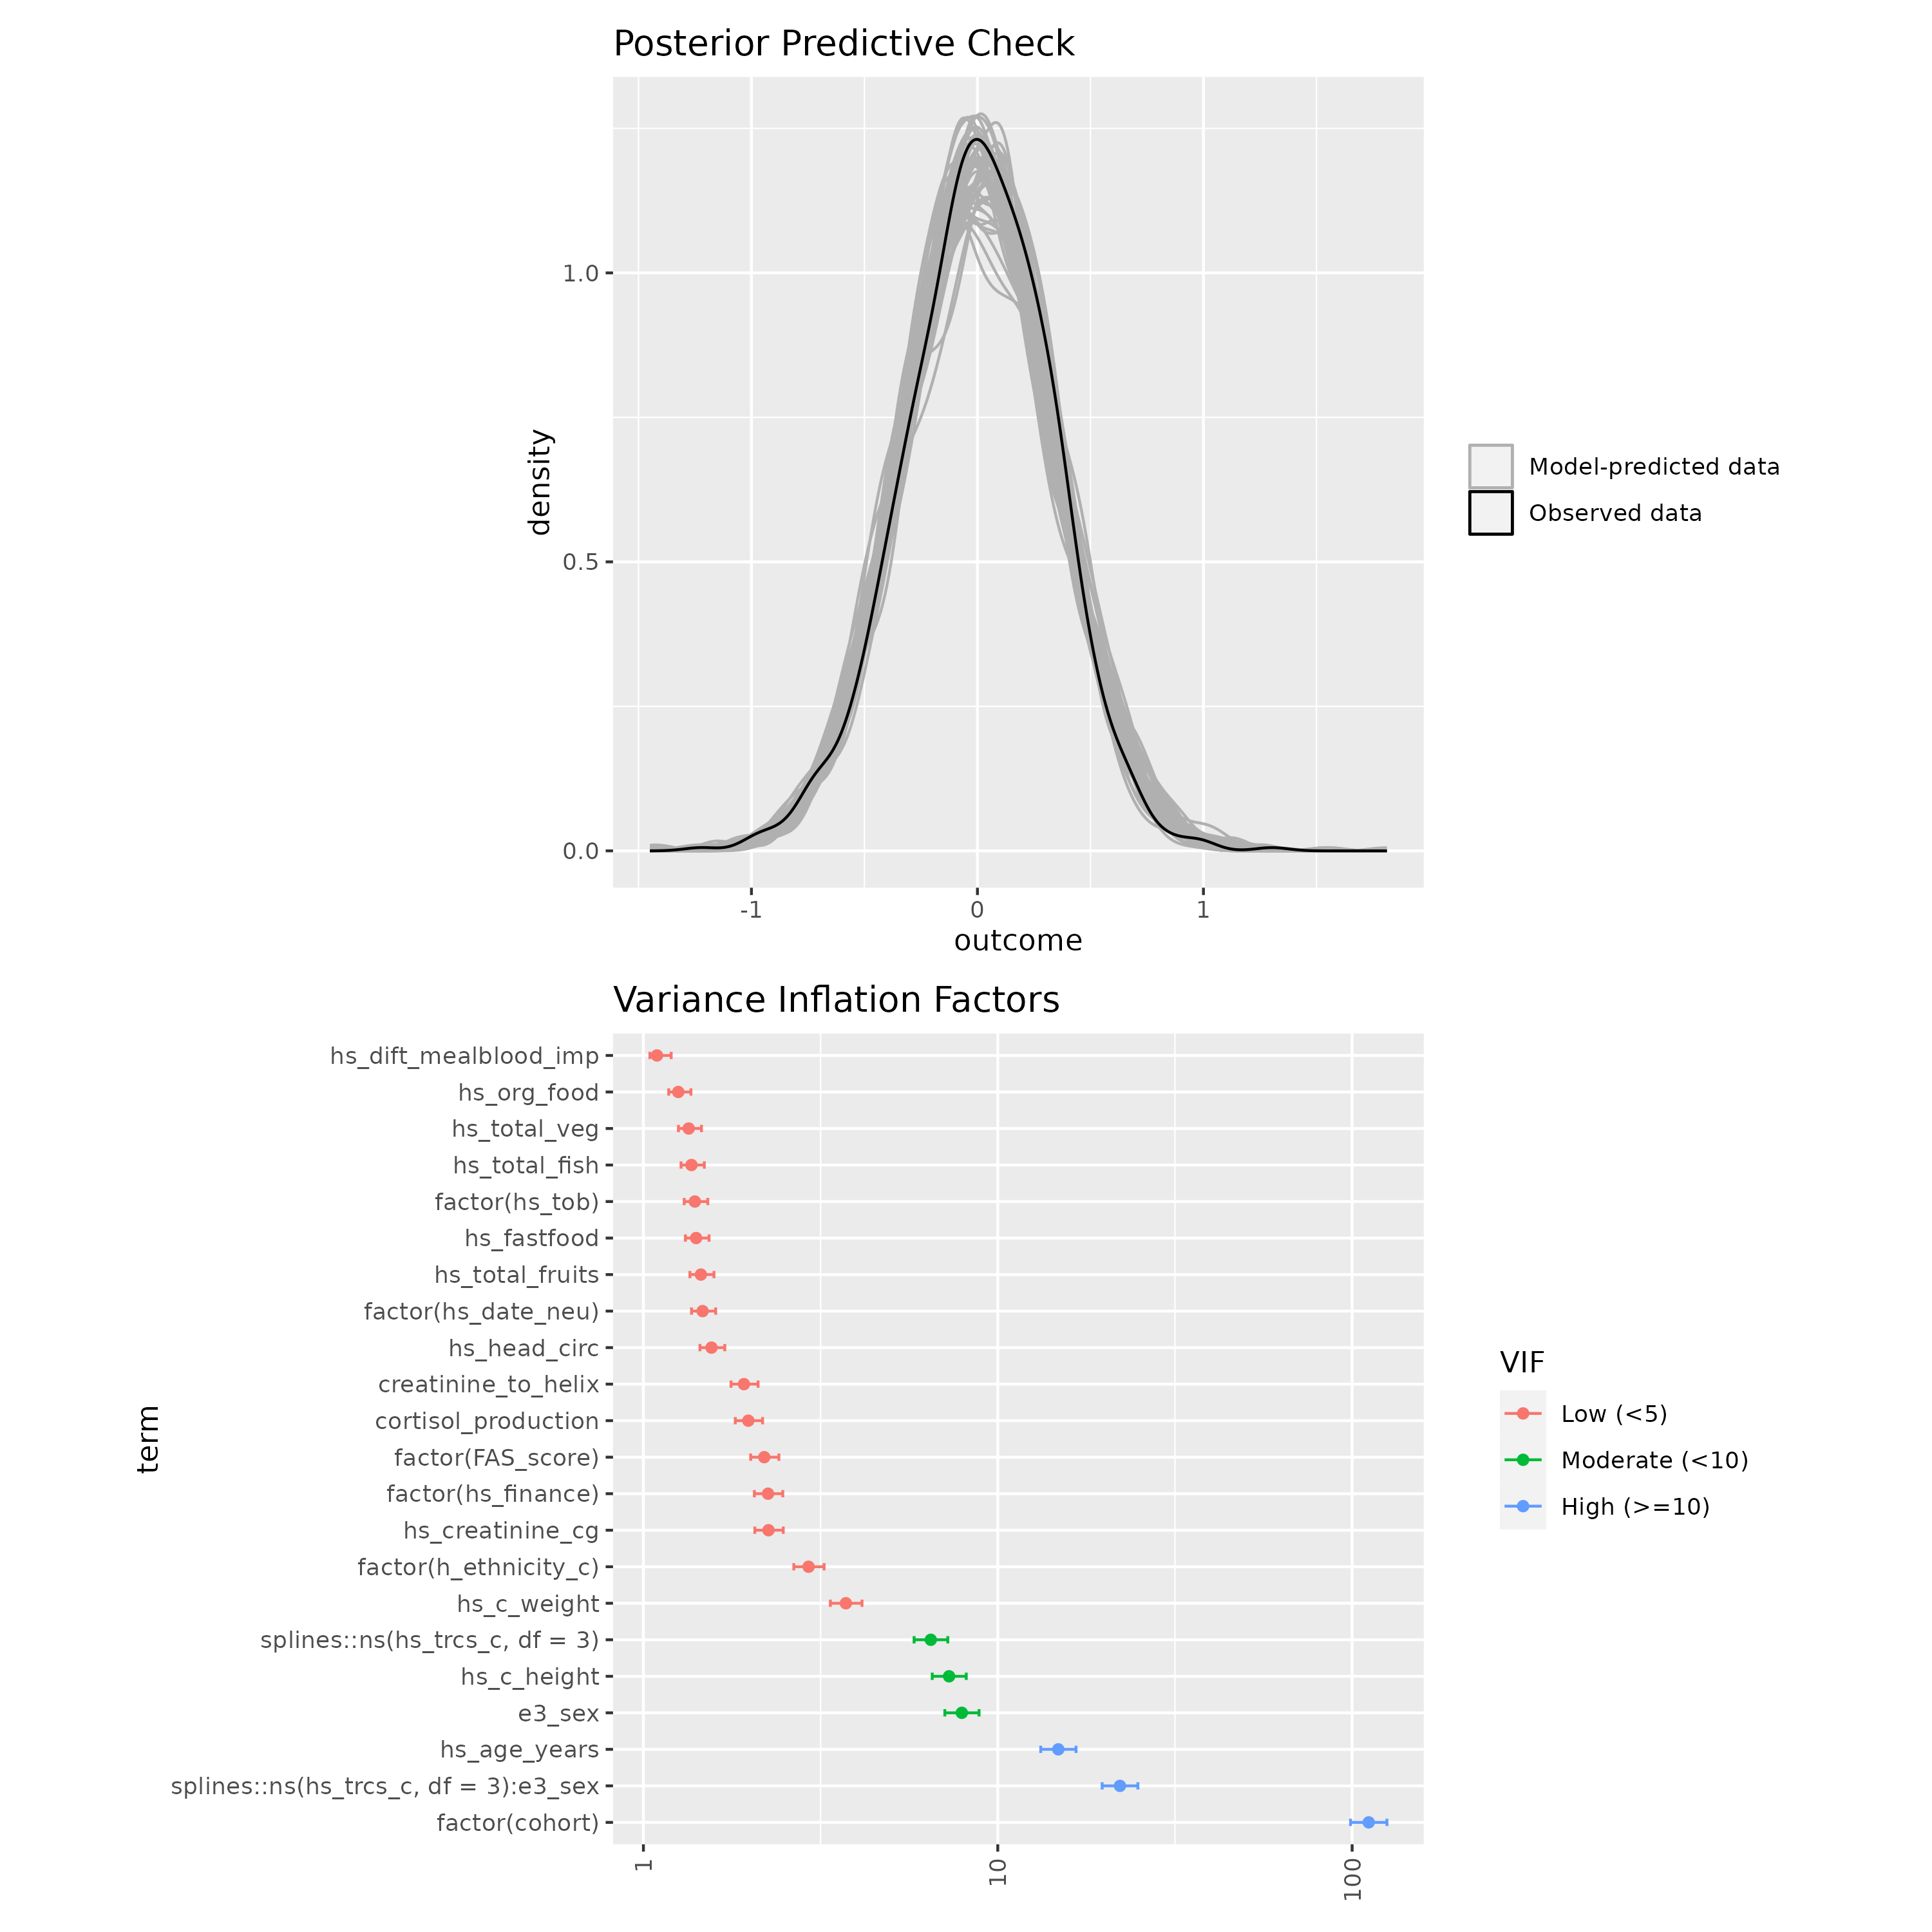 Posterior Predictive Check
density
1.0
0.5
0.0
-1
0
1
outcome
Model-predicted data
Observed data
Variance Inflation Factors
term
hs_dift_mealblood_imp
hs_org_food
hs_total_veg
hs_total_fish
factor(hs_tob)
hs_fastfood
hs_total_fruits
factor(hs_date_neu)
hs_head_circ
creatinine_to_helix
cortisol_production
factor(FAS_score)
factor(hs_finance)
hs_creatinine_cg
factor(h_ethnicity_c)
hs_c_weight
splines::ns(hs_trcs_c, df = 3)
hs_c_height
e3_sex
hs_age_years
splines::ns(hs_trcs_c, df = 3):e3_sex
factor(cohort)
1
10
100
VIF
Low (<5)
Moderate (<10)
High (>=10)